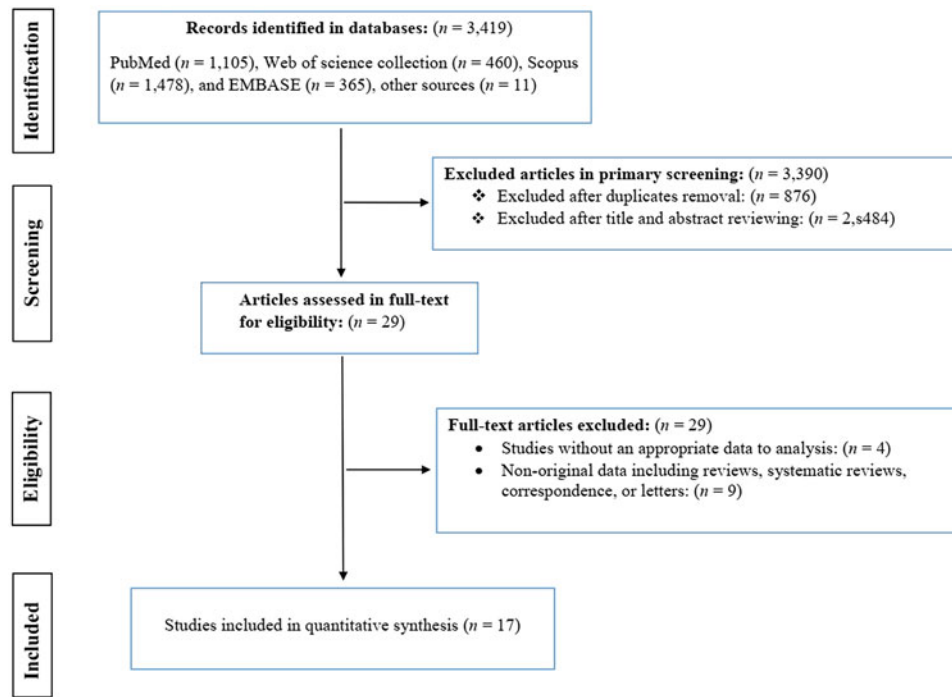 Identification
Records identified in databases: (n = 3,419)
PubMed (n = 1,105), Web of science collection (n = 460), Scopus
(n = 1,478), and EMBASE (n = 365), other sources (n = 11)
Screening
Excluded articles in primary screening: (n = 3,390)
❖ Excluded after duplicates removal: (n = 876)
❖ Excluded after title and abstract reviewing: (n = 2,s484)
Articles assessed in full-text
for eligibility: (n = 29)
Eligibility
Full-text articles excluded: (n = 29)
• Studies without an appropriate data to analysis: (n = 4)
• Non-original data including reviews, systematic reviews,
correspondence, or letters: (n = 9)
Included
Studies included in quantitative synthesis (n = 17)